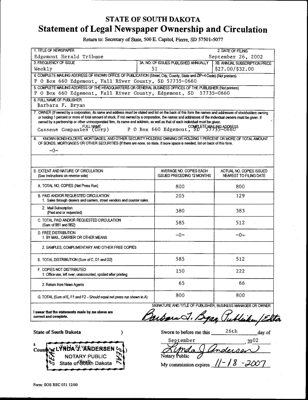 STATE OF SOUTH DAKOTA
Statement of Legal Newspaper Ownership and Circulation
Return to: Secretary of State, 500 E. Capitol, Pierre, SD 57501-5077
1. TITLE OF NEWSPAPER
2. DATE OF FILING
Edgemont Herald Tribune
September 26, 2002
3. FREQUENCY OF ISSUE
3A. NO. OF ISSUES PUBLISHED ANNUALLY
3B. ANNUAL SUBSCRIPTION PRICE
Weekly
51
$27.00/$32.00
4. COMPLETE MAILING ADDRESS OF KNOWN OFFICE OF PUBLICATION (Street, City, County, State and ZIP+4 Code) (Not printers)
P O Box 660 Edgemont, Fall River County, SD 57735-0660
5. COMPLETE MAILING ADDRESS OF THE HEADQUARTERS OR GENERAL BUSINESS OFFICES OF THE PUBLISHER (Not printers)
P O Box 660 Edgemont, Fall River County, SD 57735-0660
6. FULL NAME OF PUBLISHER:
Barbara F. Bryan
7. OWNER (If owned by a corporation, its name and address must be stated and also the names and addresses of stockholders owning or holding 1 percent or more of total amount of stock. If not owned by a corporation, the names and addresses of the individual owners must be given. If owned by a partnership or other unincorporated firm, its name and address, as well as that of each individual must be given).
FULL NAME
COMPLETE MAILING ADDRESS
Consent Companies (Corp) P O Box 660 Edgemont, SD 57735-0660
8. KNOWN BONDHOLDERS, MORTGAGES, AND OTHER SECURITY HOLDERS OWNING OR HOLDING 1 PERCENT OR MORE OF TOTAL AMOUNT OF BONDS, MORTGAGES OR OTHER SECURITIES (If there are none, so state. If more space is needed, list on back of this form.
-0-
9. EXTENT AND NATURE OF CIRCULATION
(See instructions on reverse side)
AVERAGE NO. COPIES EACH ISSUED PRECEDING 12 MONTHS
ACTUAL NO. COPIES ISSUED NEAREST TO FILING DATE
A. TOTAL NO. COPIES (Net Press Run)
800
800
B. PAID AND/OR REQUESTED CIRCULATION
1. Sales through dealers and carriers, street vendors and counter sales
205
129
2. Mail Subscription
(Paid and or requested)
380
383
C. TOTAL PAID AND/OR REQUESTED CIRCULATION
(Sum of B1 and B2)
585
512
D. FREE DISTRIBUTION
1. BY MAIL, CARRIER OR OTHER MEANS
-0-
-0-
2. SAMPLES, COMPLIMENTARY AND OTHER FREE COPIES
E. TOTAL DISTRIBUTION (Sum of C, D1 and D2)
585
512
F. COPIES NOT DISTRIBUTED
1. Office use, left over, unaccounted, spoiled after printing
150
222
2. Return from News Agents
65
66
G. TOTAL (Sum of E, F1 and F2 - Should equal net press run shown in A)
800
800
I swear that the statements made by me above are correct and complete.
SIGNATURE AND TITLE OF PUBLISHER, BUSINESS MANAGER OR OWNER
Barbara F. Bryan Publisher/Editor
State of South Dakota )
Sworn to before me this 26th day of
September 2002
County
LYNDA J. ANDERSEN
NOTARY PUBLIC
State of South Dakota
Lynda J Andersen
Notary Public
My commission expires 11-18-2007
Form: SOS REC 051 12/00